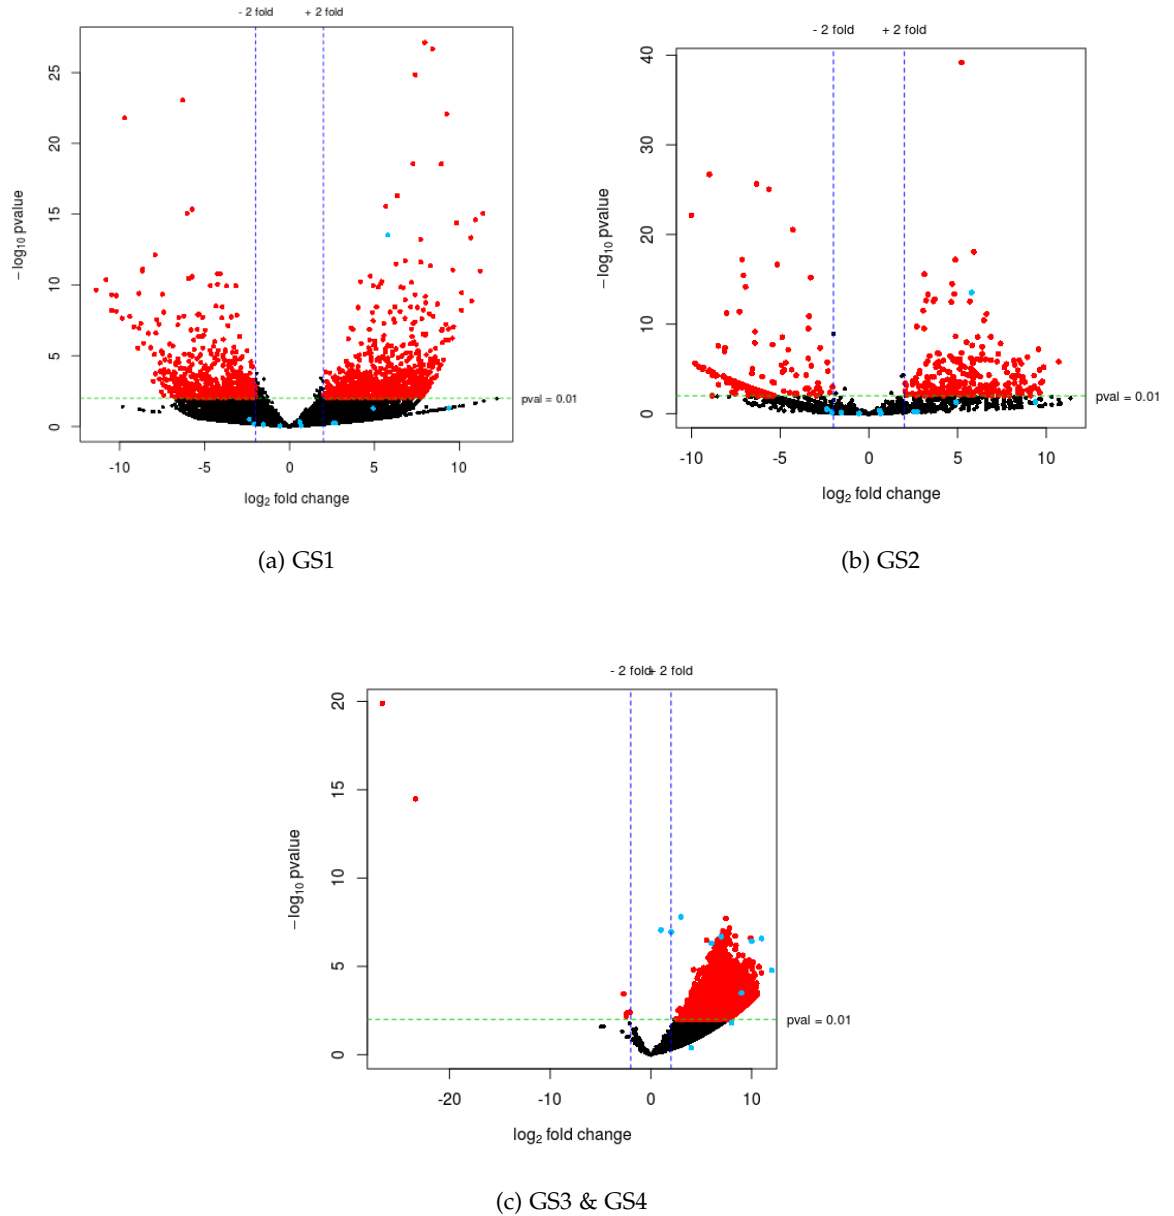 - 2 fold + 2 fold
25
20
15
10
5
0
− log10 pvalue
pval = 0.01
-10 -5 0 5 10
log2 fold change
(a) GS1
- 2 fold + 2 fold
40
30
20
10
0
− log10 pvalue
pval = 0.01
-10 -5 0 5 10
log2 fold change
(b) GS2
- 2 fold + 2 fold
20
15
10
5
0
− log10 pvalue
pval = 0.01
-20 -10 0 10
log2 fold change
(c) GS3 & GS4